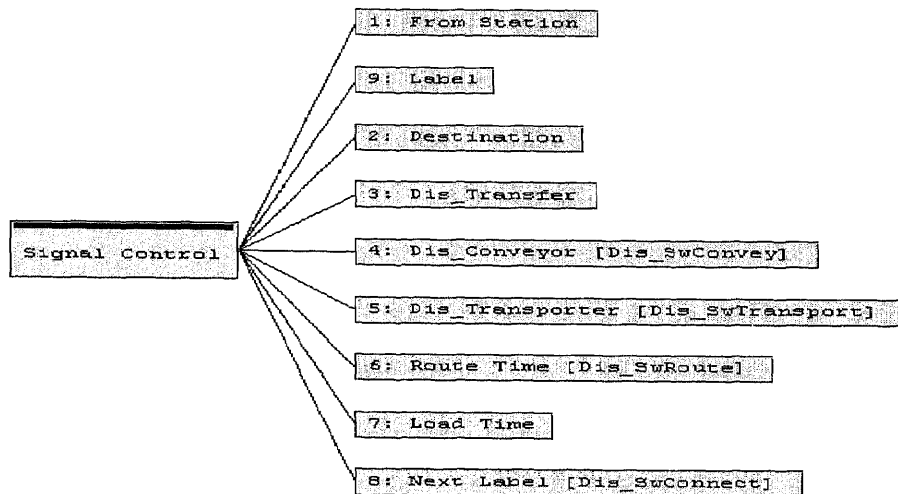 1: From Station
9: Label
2: Destination
3: Dis_Transfer
Signal Control
4: Dis_Conveyor [Dis_SwConvey]
5: Dis_Transporter [Dis_SwTransport]
6: Route Time [Dis_SwRoute]
7: Load Time
8: Next Label [Dis_SwConnect]